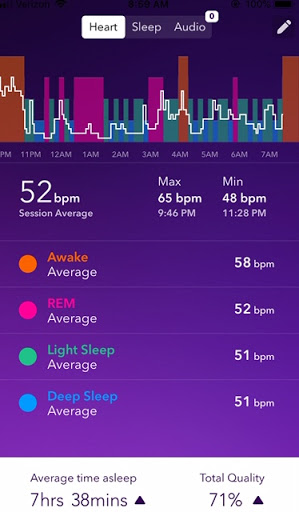 Verizon 8:58 AM 100%
Heart Sleep Audio 0
PM 11PM 12AM 1AM 2AM 3AM 4AM 5AM 6AM 7AM
52 bpm
Session Average
Max
65 bpm
9:46 PM
Min
48 bpm
11:28 PM
Awake
Average
58 bpm
REM
Average
52 bpm
Light Sleep
Average
51 bpm
Deep Sleep
Average
51 bpm
Average time asleep
7hrs 38mins
Total Quality
71%